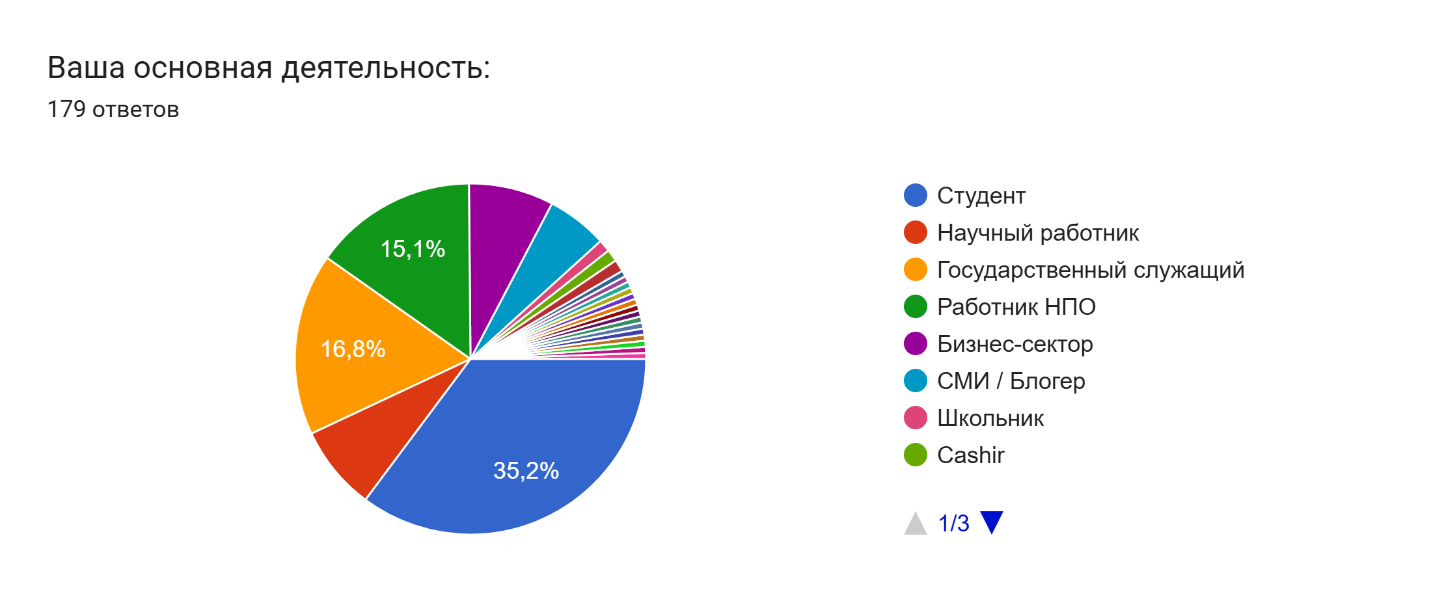 Ваша основная деятельность:
179 ответов
15,1%
16,8%
35,2%
Студент
Научный работник
Государственный служащий
Работник НПО
Бизнес-сектор
СМИ / Блогер
Школьник
Cashir
1/3